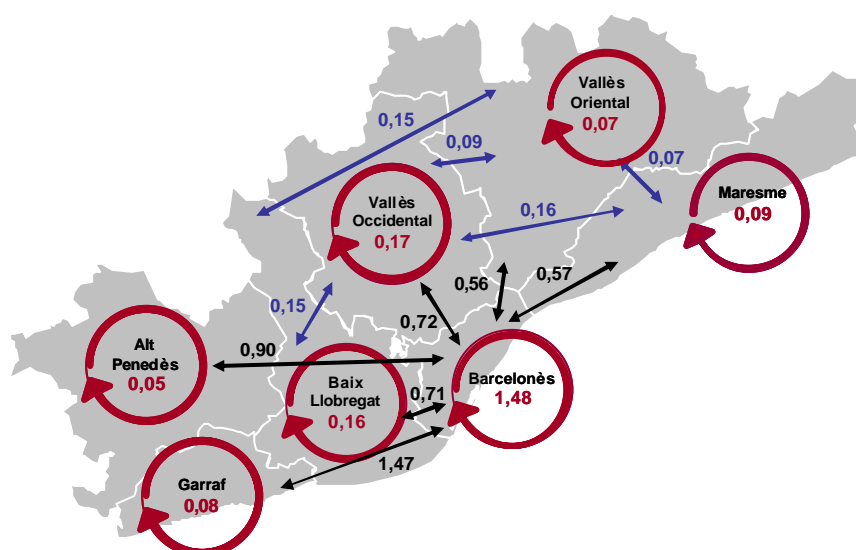 Vallès
Oriental
0,07
0,15
0,09
0,07
Maresme
0,09
Vallès
Occidental
0,17
0,16
0,56
0,57
0,15
0,72
Alt
Penedès
0,05
0,90
Baix
Llobregat
0,16
0,71
Barcelonès
1,48
1,47
Garraf
0,08